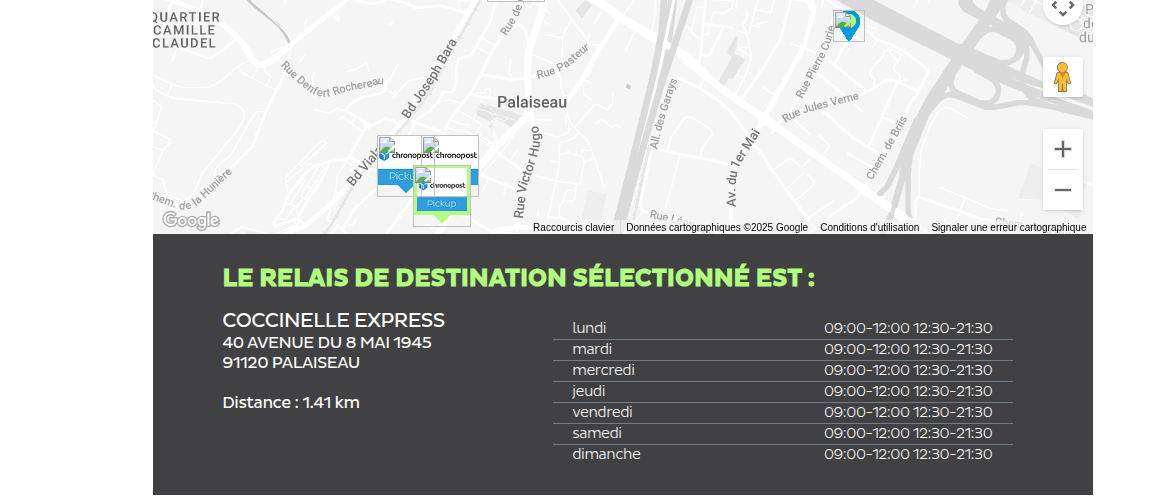 QUARTIER
CAMILLE
CLAUDEL
Rue de
Rue Pasteur
Rue Denfert Rochereau
Bd Joseph Bara
Palaiseau
Rue Pierre Curie
Rue Jules Verne
All. des Garays
Av. du 1er Mai
Chem. de Briis
Rue Victor Hugo
chronopost
chronopost
Pickup
chronopost
Pickup
Chem. de la Hunière
Google
Raccourcis clavier
Données cartographiques ©2025 Google
Conditions d'utilisation
Signaler une erreur cartographique
LE RELAIS DE DESTINATION SÉLECTIONNÉ EST :
COCCINELLE EXPRESS
40 AVENUE DU 8 MAI 1945
91120 PALAISEAU
Distance : 1.41 km
lundi 09:00-12:00 12:30-21:30
mardi 09:00-12:00 12:30-21:30
mercredi 09:00-12:00 12:30-21:30
jeudi 09:00-12:00 12:30-21:30
vendredi 09:00-12:00 12:30-21:30
samedi 09:00-12:00 12:30-21:30
dimanche 09:00-12:00 12:30-21:30